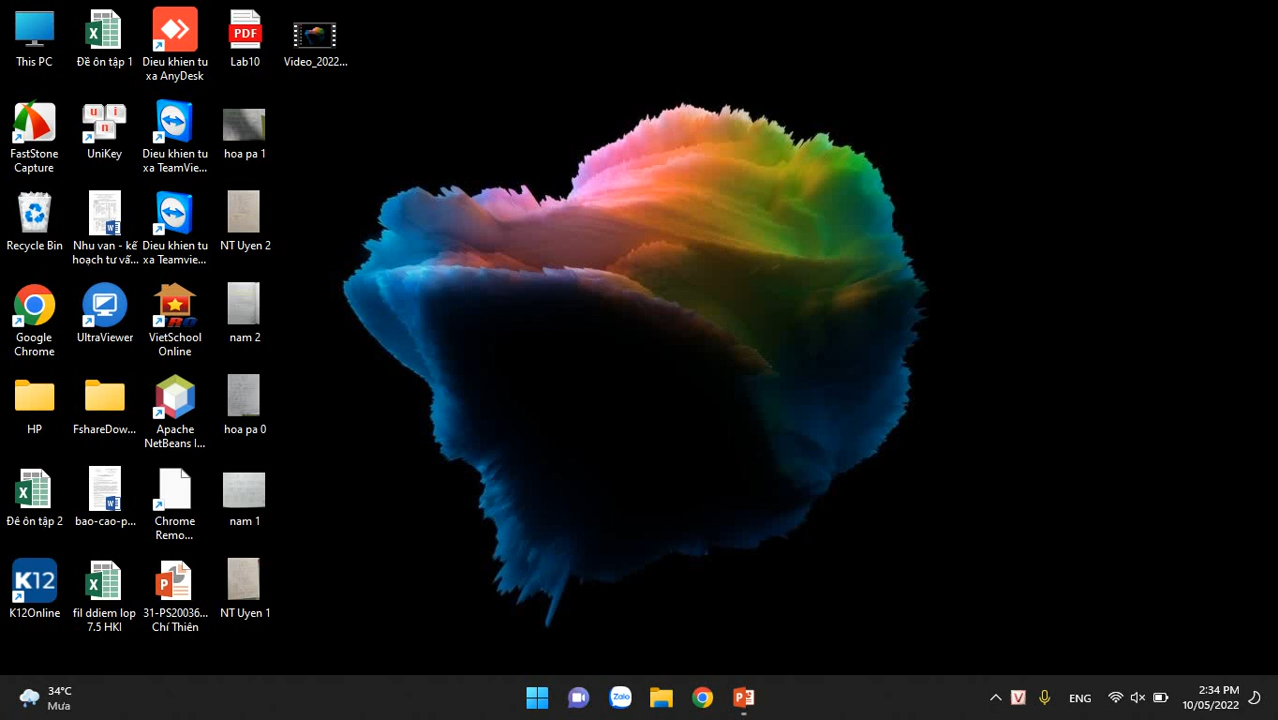 This PC
Đề ôn tập 1
Dieu khien tu
xa AnyDesk
PDF
Lab10
Video_2022...
FastStone
Capture
u i
n
UniKey
Dieu khien tu
xa TeamVie...
hoa pa 1
Recycle Bin
Nhu van - kế
hoạch tư vấ...
Dieu khien tu
xa Teamvie...
NT Uyen 2
Google
Chrome
UltraViewer
RO
VietSchool
Online
nam 2
HP
FshareDow...
Apache
NetBeans I...
hoa pa 0
Đề ôn tập 2
bao-cao-p...
Chrome
Remo...
nam 1
K12
K12Online
fil ddiem lop
7.5 HKI
31-PS20036...
Chí Thiên
NT Uyen 1
34°C
Mưa
Zalo
V
ENG
2:34 PM
10/05/2022